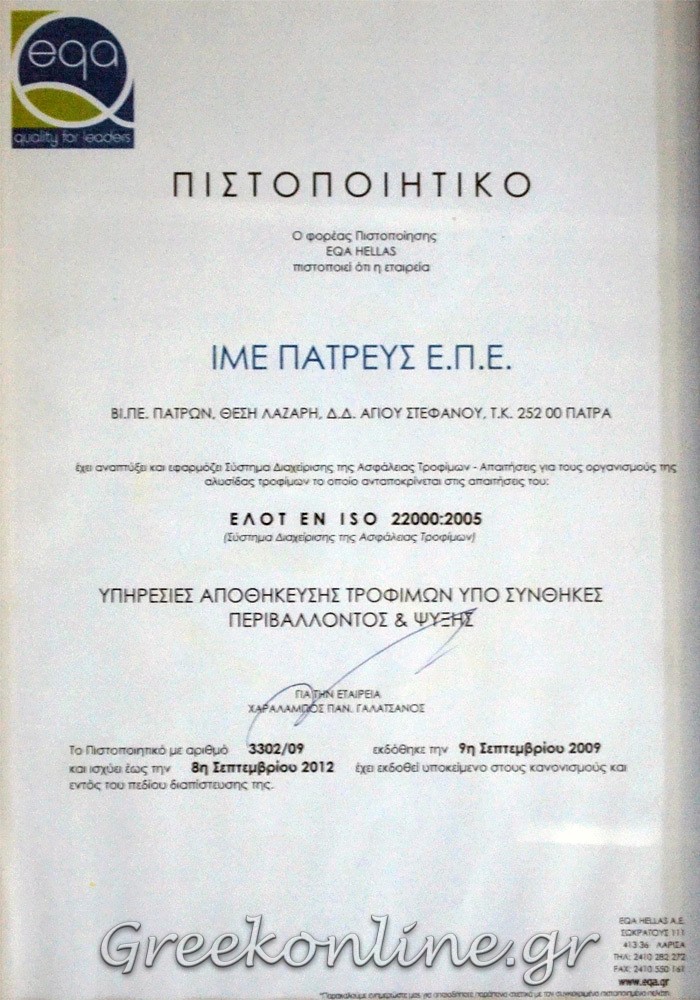 eqa
quality for leaders
ΠΙΣΤΟΠΟΙΗΤΙΚΟ
Ο φορέας Πιστοποίησης
EQA HELLAS
πιστοποιεί ότι η εταιρεία
ΙΜΕ ΠΑΤΡΕΥΣ Ε.Π.Ε.
ΒΙ.ΠΕ. ΠΑΤΡΩΝ, ΘΕΣΗ ΛΑΖΑΡΗ, Δ.Δ. ΑΓΙΟΥ ΣΤΕΦΑΝΟΥ, Τ.Κ. 252 00 ΠΑΤΡΑ
έχει αναπτύξει και εφαρμόζει Σύστημα Διαχείρισης της Ασφάλειας Τροφίμων - Απαιτήσεις για τους οργανισμούς της
αλυσίδας τροφίμων το οποίο ανταποκρίνεται στις απαιτήσεις του:
ΕΛΟΤ EN ISO 22000:2005
(Σύστημα Διαχείρισης της Ασφάλειας Τροφίμων)
ΥΠΗΡΕΣΙΕΣ ΑΠΟΘΗΚΕΥΣΗΣ ΤΡΟΦΙΜΩΝ ΥΠΟ ΣΥΝΘΗΚΕΣ
ΠΕΡΙΒΑΛΛΟΝΤΟΣ & ΨΥΞΗΣ
ΓΙΑ ΤΗΝ ΕΤΑΙΡΕΙΑ
ΧΑΡΑΛΑΜΠΟΣ ΠΑΝ. ΓΑΛΑΤΣΑΝΟΣ
Το Πιστοποιητικό με αριθμό 3302/09 εκδόθηκε την 9η Σεπτεμβρίου 2009
και ισχύει έως την 8η Σεπτεμβρίου 2012 έχει εκδοθεί υποκείμενο στους κανονισμούς και
εντός του πεδίου διαπίστευσης της.
EQA HELLAS A.E.
ΣΩΚΡΑΤΟΥΣ 111
413 36 ΛΑΡΙΣΑ
ΤΗΛ: 2410 282 272
FAX: 2410 550 161
www.eqa.gr
Greekonline.gr